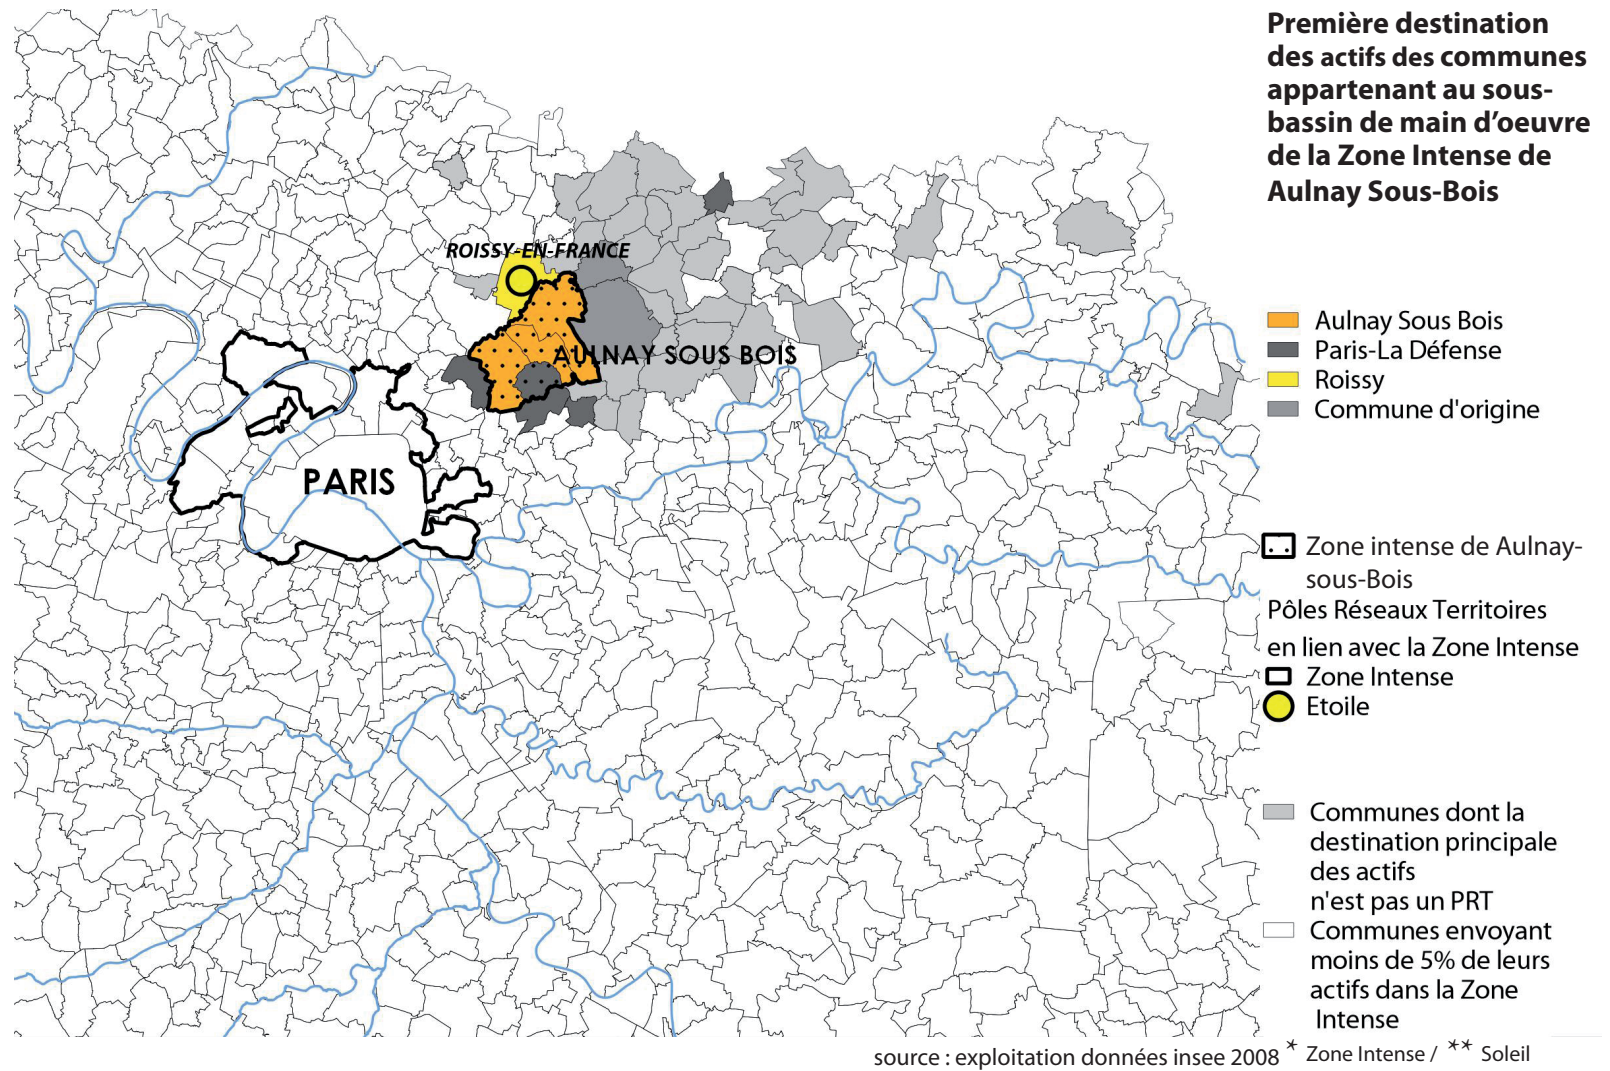 Première destination
des actifs des communes
appartenant au sous-
bassin de main d'oeuvre
de la Zone Intense de
Aulnay Sous-Bois
ROISSY-EN-FRANCE
AULNAY SOUS BOIS
PARIS
Aulnay Sous Bois
Paris-La Défense
Roissy
Commune d'origine
Zone intense de Aulnay-
sous-Bois
Pôles Réseaux Territoires
en lien avec la Zone Intense
Zone Intense
Etoile
Communes dont la
destination principale
des actifs
n'est pas un PRT
Communes envoyant
moins de 5% de leurs
actifs dans la Zone
Intense
source : exploitation données insee 2008 * Zone Intense / ** Soleil